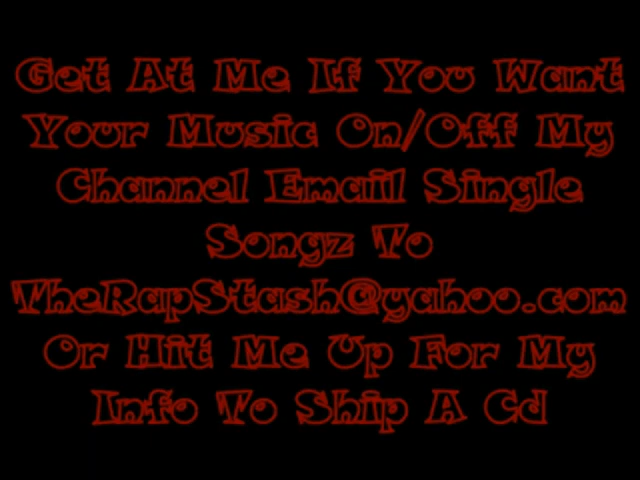 Get At Me If You Want
Your Music On/Off My
Channel Email Single
Songz To
TheRapStash@yahoo.com
Or Hit Me Up For My
Info To Ship A Cd